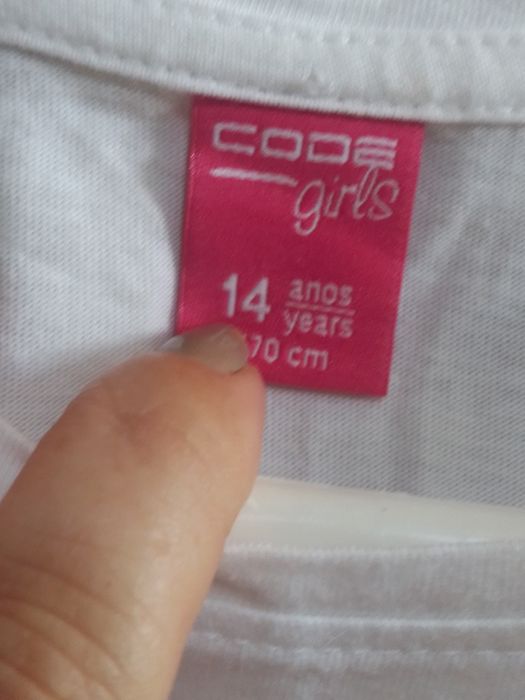 CODE
girls
14 anos
years
70 cm